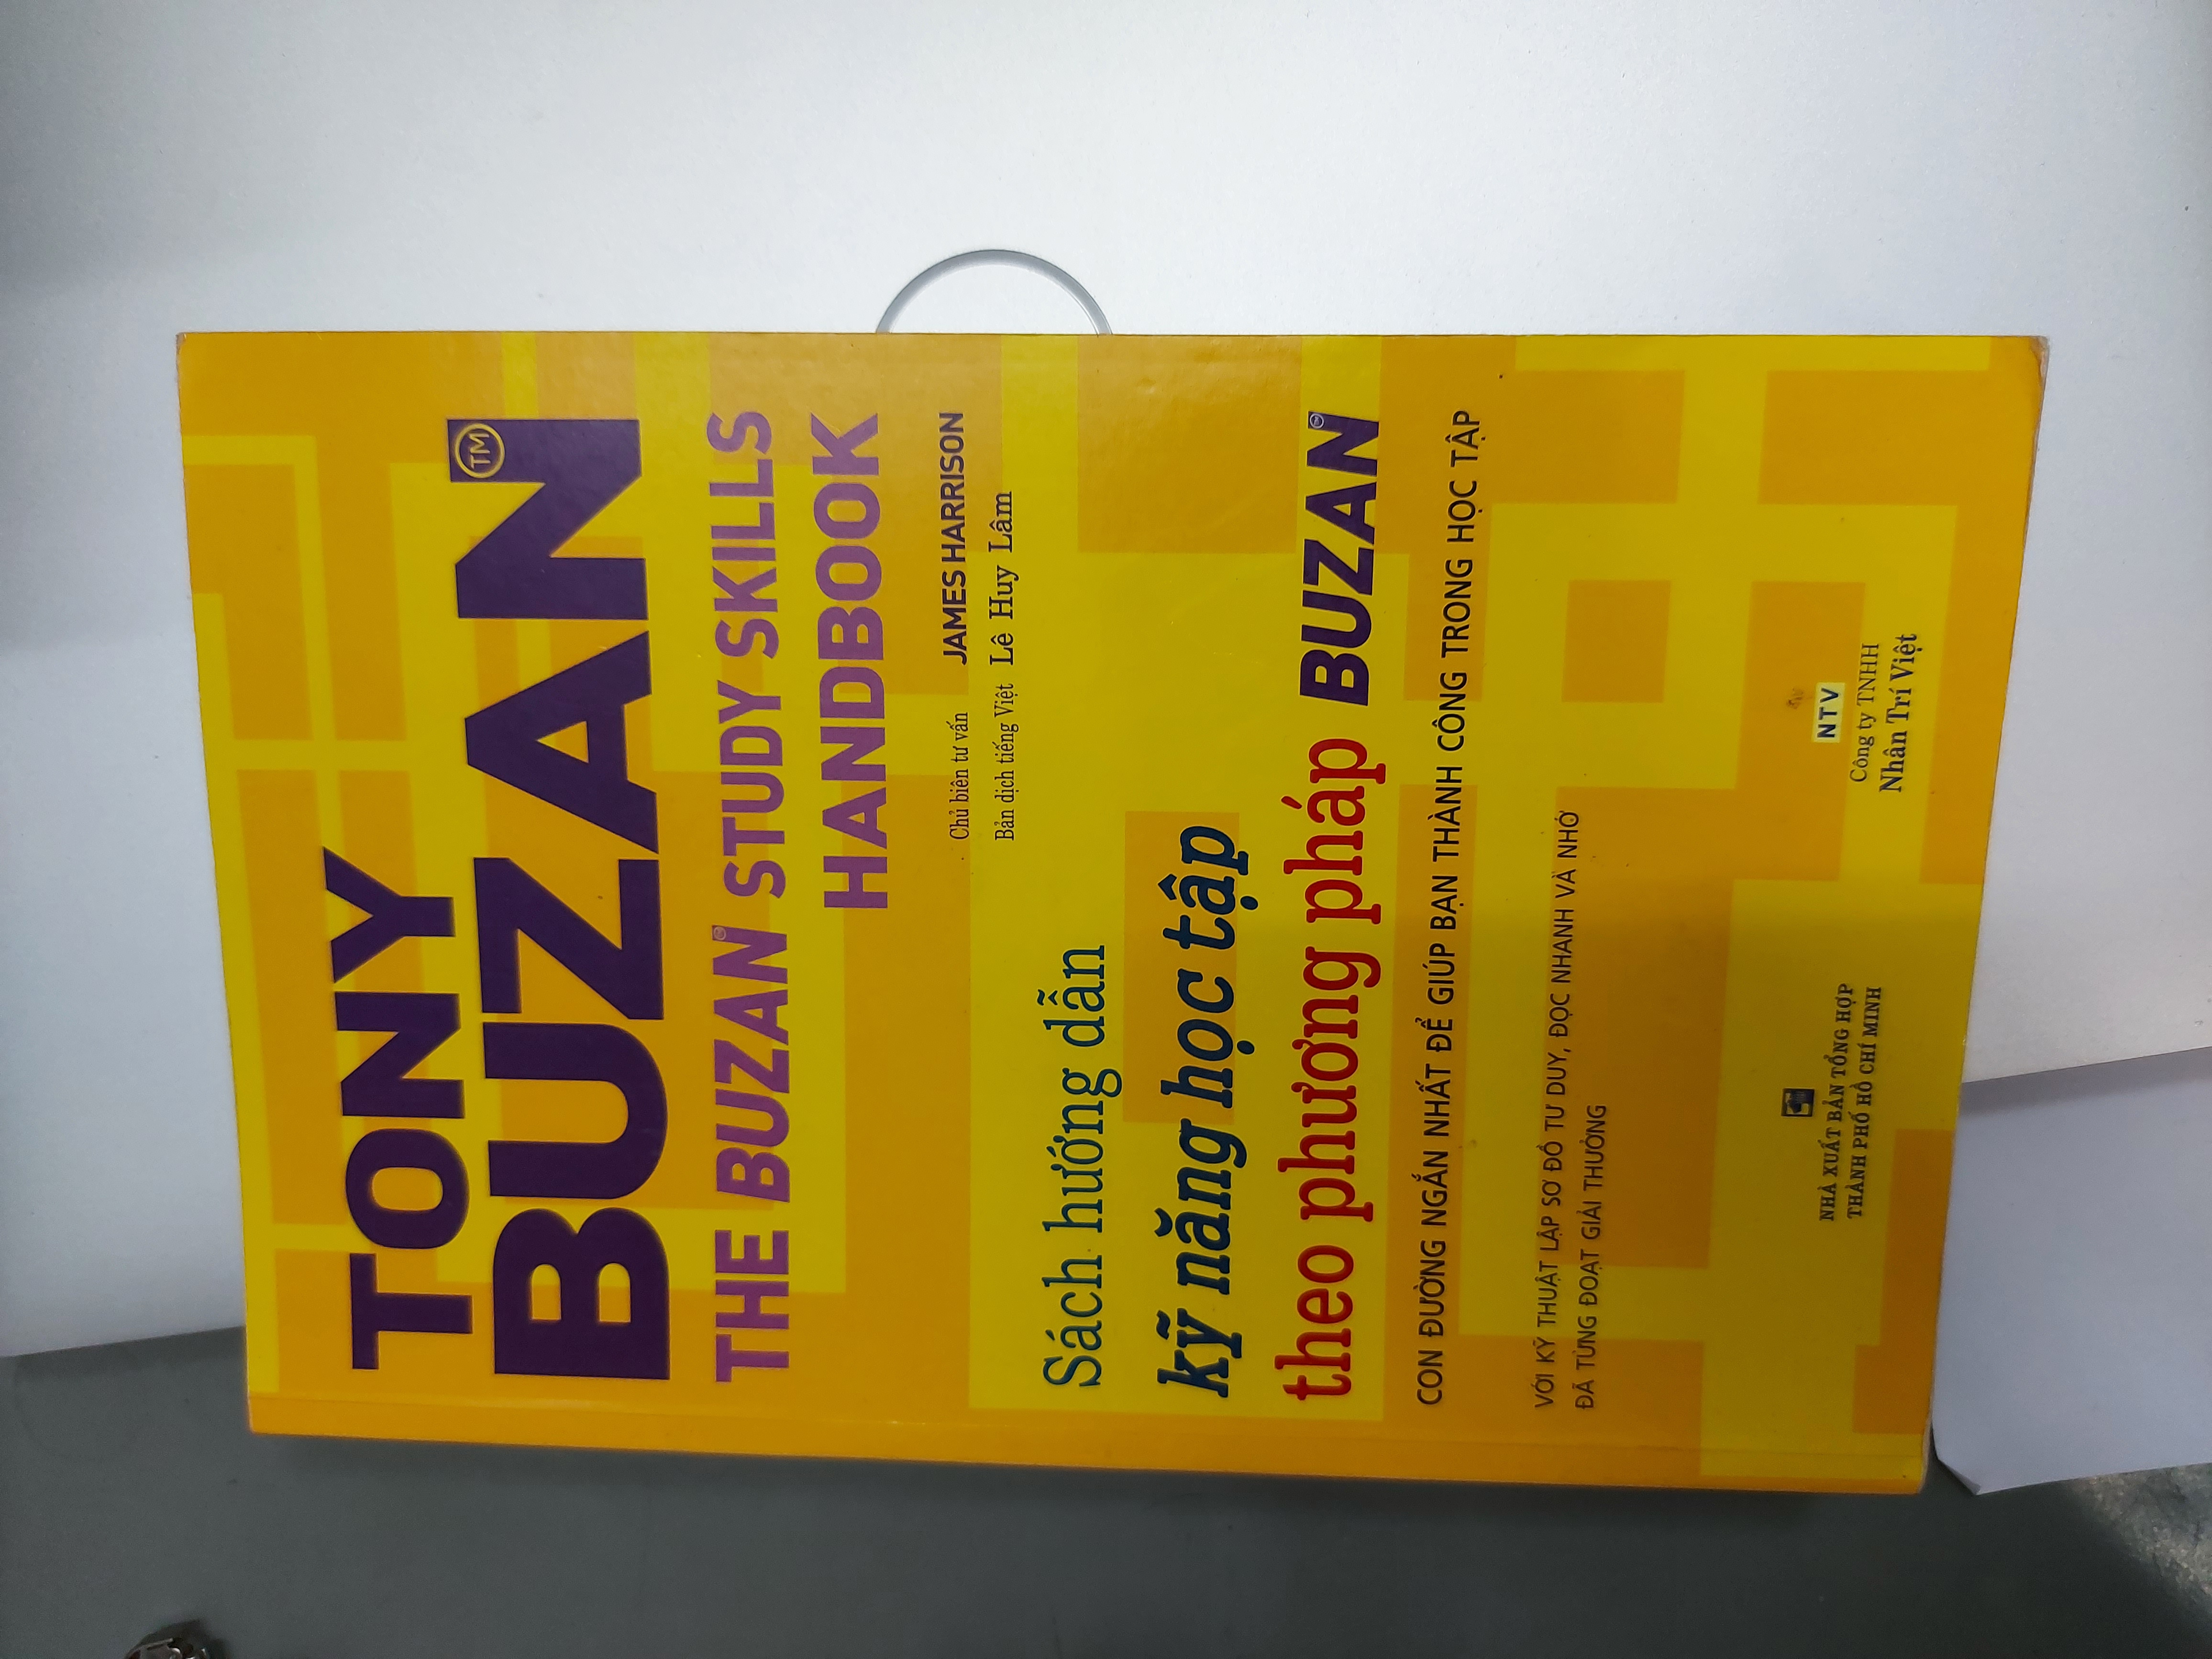 TONY
BUZAN™
THE BUZAN STUDY SKILLS
HANDBOOK
Chủ biên tư vấn JAMES HARRISON
Bản dịch tiếng Việt Lê Huy Lâm
Sách hướng dẫn
kỹ năng học tập
theo phương pháp BUZAN™
CON ĐƯỜNG NGẮN NHẤT ĐỂ GIÚP BẠN THÀNH CÔNG TRONG HỌC TẬP
VỚI KỸ THUẬT LẬP SƠ ĐỒ TƯ DUY, ĐỌC NHANH VÀ NHỚ
ĐÃ TỪNG ĐOẠT GIẢI THƯỞNG
NHÀ XUẤT BẢN TỔNG HỢP
THÀNH PHỐ HỒ CHÍ MINH
NTV
Công ty TNHH
Nhân Trí Việt